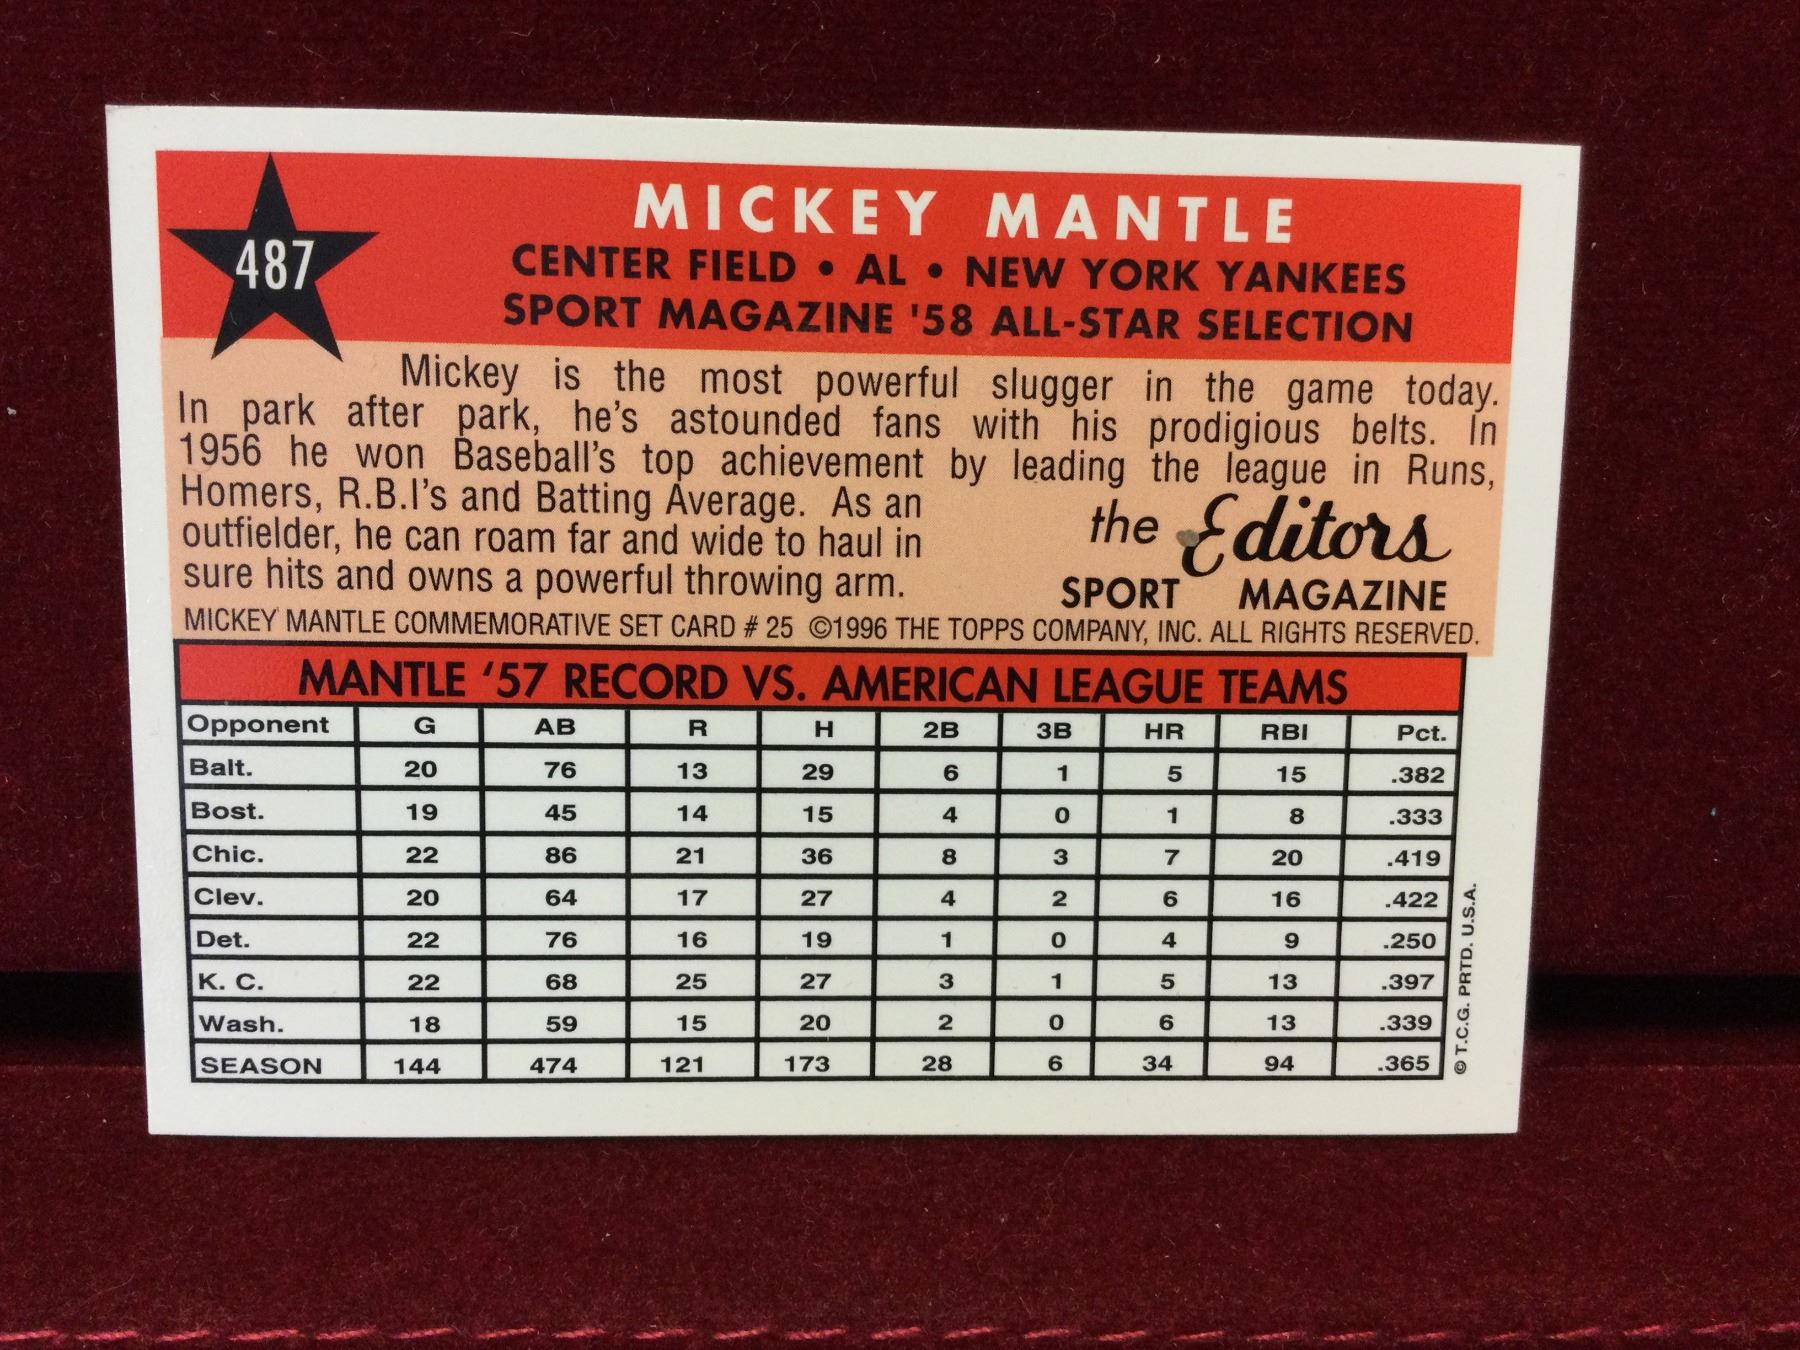 487
MICKEY MANTLE
CENTER FIELD • AL • NEW YORK YANKEES
SPORT MAGAZINE '58 ALL-STAR SELECTION
Mickey is the most powerful slugger in the game today.
In park after park, he's astounded fans with his prodigious belts. In
1956 he won Baseball's top achievement by leading the league in Runs,
Homers, R.B.I's and Batting Average. As an
outfielder, he can roam far and wide to haul in
sure hits and owns a powerful throwing arm.
the Editors
SPORT MAGAZINE
MICKEY MANTLE COMMEMORATIVE SET CARD # 25 ©1996 THE TOPPS COMPANY, INC. ALL RIGHTS RESERVED.
MANTLE '57 RECORD VS. AMERICAN LEAGUE TEAMS
Opponent G AB R H 2B 3B HR RBI Pct.
Balt. 20 76 13 29 6 1 5 15 .382
Bost. 19 45 14 15 4 0 1 8 .333
Chic. 22 86 21 36 8 3 7 20 .419
Clev. 20 64 17 27 4 2 6 16 .422
Det. 22 76 16 19 1 0 4 9 .250
K. C. 22 68 25 27 3 1 5 13 .397
Wash. 18 59 15 20 2 0 6 13 .339
SEASON 144 474 121 173 28 6 34 94 .365
© T.C.G. PRTD. U.S.A.